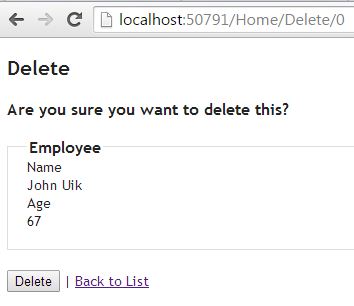 localhost:50791/Home/Delete/0
Delete
Are you sure you want to delete this?
Employee
Name
John Uik
Age
67
Delete | Back to List